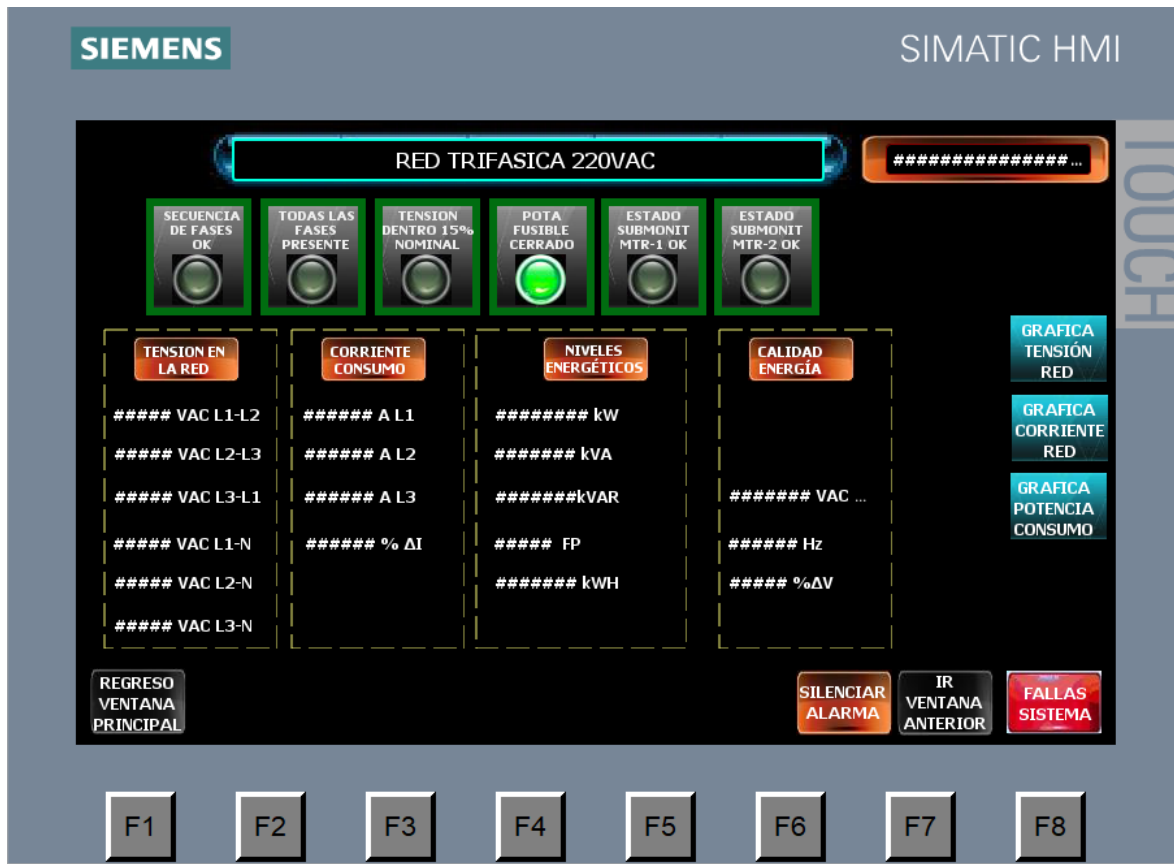 SIEMENS
SIMATIC HMI
TOUCH
RED TRIFASICA 220VAC
###############...
SECUENCIA
DE FASES
OK
TODAS LAS
FASES
PRESENTE
TENSION
DENTRO 15%
NOMINAL
POTA
FUSIBLE
CERRADO
ESTADO
SUBMONIT
MTR-1 OK
ESTADO
SUBMONIT
MTR-2 OK
TENSION EN
LA RED
##### VAC L1-L2
##### VAC L2-L3
##### VAC L3-L1
##### VAC L1-N
##### VAC L2-N
##### VAC L3-N
CORRIENTE
CONSUMO
###### A L1
###### A L2
###### A L3
###### % ΔI
NIVELES
ENERGÉTICOS
######## kW
####### kVA
#######kVAR
##### FP
####### kWH
CALIDAD
ENERGÍA
####### VAC ...
###### Hz
##### %ΔV
GRAFICA
TENSIÓN
RED
GRAFICA
CORRIENTE
RED
GRAFICA
POTENCIA
CONSUMO
REGRESO
VENTANA
PRINCIPAL
SILENCIAR
ALARMA
IR
VENTANA
ANTERIOR
FALLAS
SISTEMA
F1
F2
F3
F4
F5
F6
F7
F8